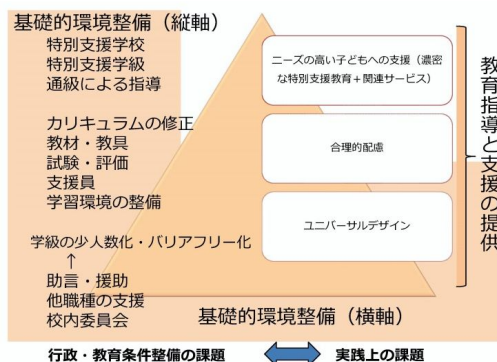 基礎的環境整備（縦軸）
特別支援学校
特別支援学級
通級による指導
カリキュラムの修正
教材・教具
試験・評価
支援員
学習環境の整備
学級の少人数化・バリアフリー化
↑
助言・援助
他職種の支援
校内委員会
ニーズの高い子どもへの支援（濃密
な特別支援教育＋関連サービス）
合理的配慮
ユニバーサルデザイン
教育指導と支援の提供
基礎的環境整備（横軸）
行政・教育条件整備の課題
実践上の課題